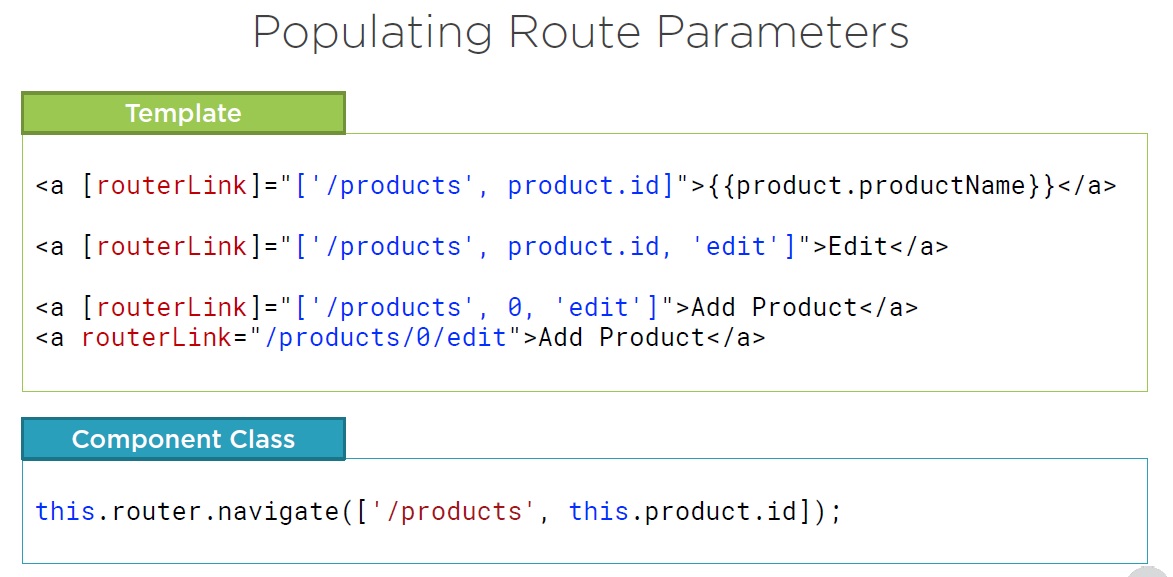 Populating Route Parameters
Template
<a [routerLink]="['/products', product.id]">{{product.productName}}</a>
<a [routerLink]="['/products', product.id, 'edit']">Edit</a>
<a [routerLink]="['/products', 0, 'edit']">Add Product</a>
<a routerLink="/products/0/edit">Add Product</a>
Component Class
this.router.navigate(['/products', this.product.id]);